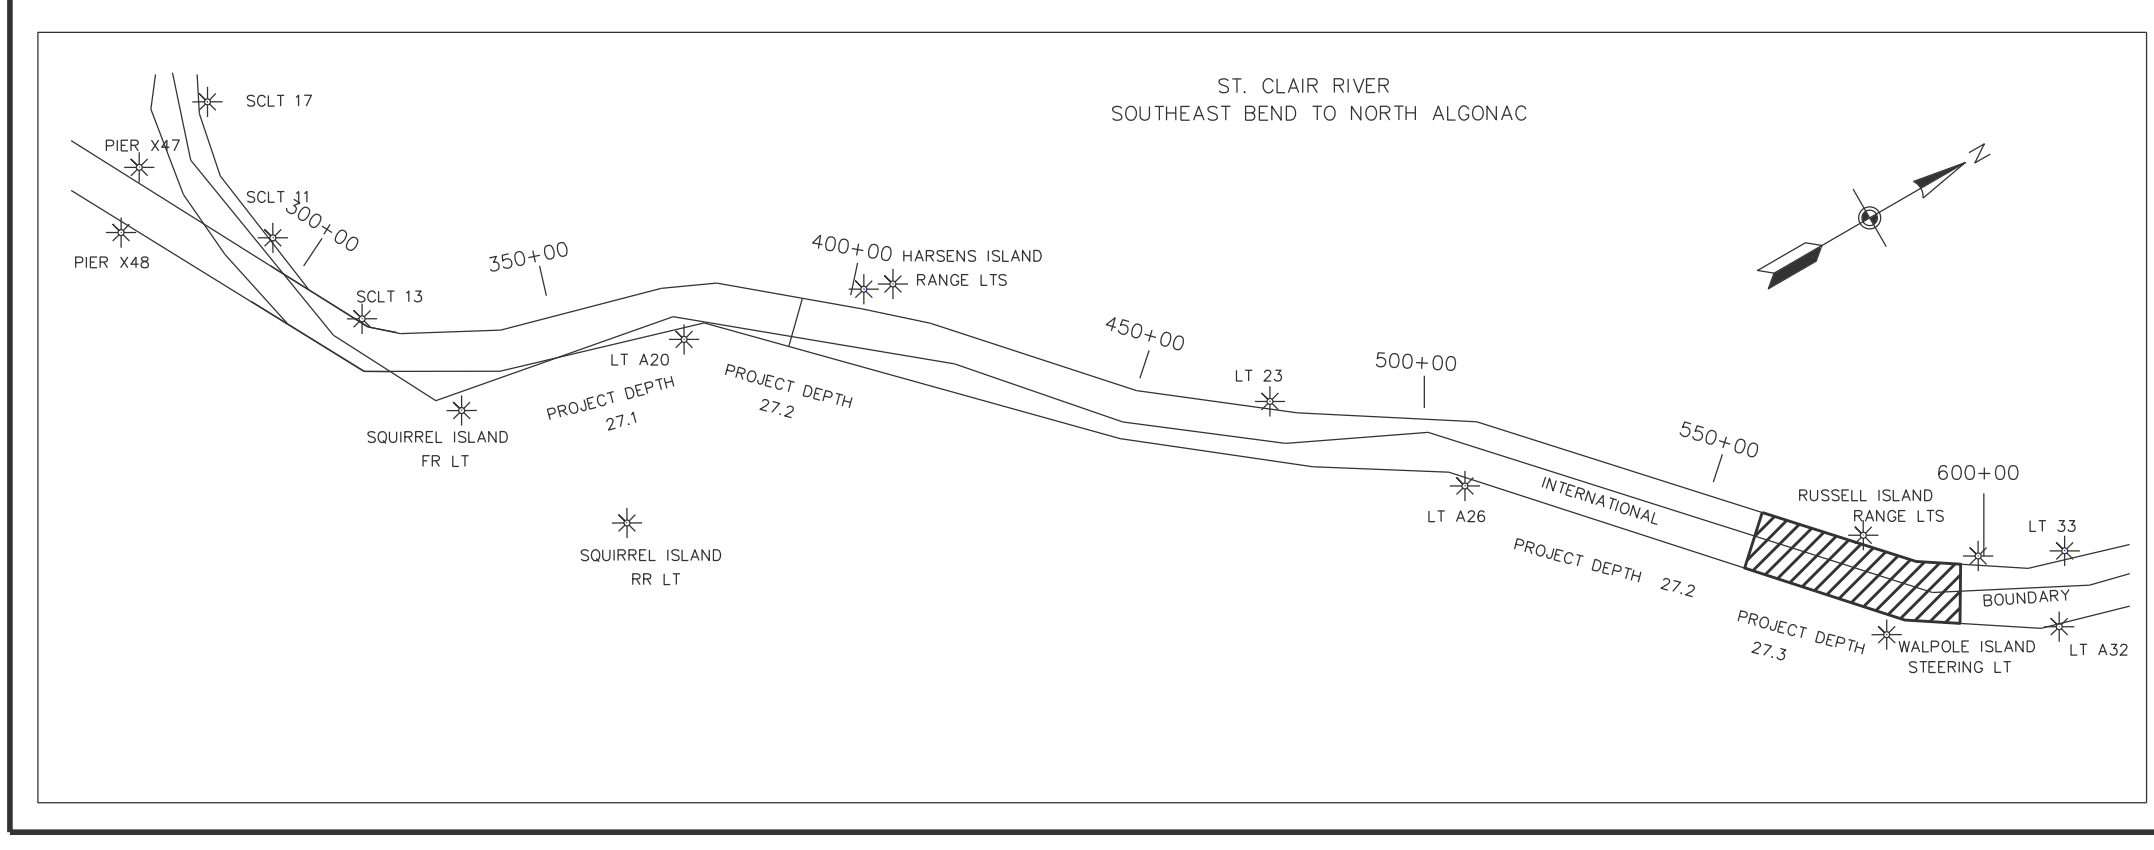 ST. CLAIR RIVER
SOUTHEAST BEND TO NORTH ALGONAC
N
SCLT 17
PIER X47
SCLT 11
300+00
PIER X48
SCLT 13
350+00
400+00
HARSENS ISLAND
RANGE LTS
LT A20
PROJECT DEPTH
27.1
PROJECT DEPTH
27.2
SQUIRREL ISLAND
FR LT
SQUIRREL ISLAND
RR LT
450+00
LT 23
500+00
LT A26
INTERNATIONAL
PROJECT DEPTH 27.2
550+00
RUSSELL ISLAND
RANGE LTS
600+00
LT 33
BOUNDARY
PROJECT DEPTH
27.3
WALPOLE ISLAND
STEERING LT
LT A32